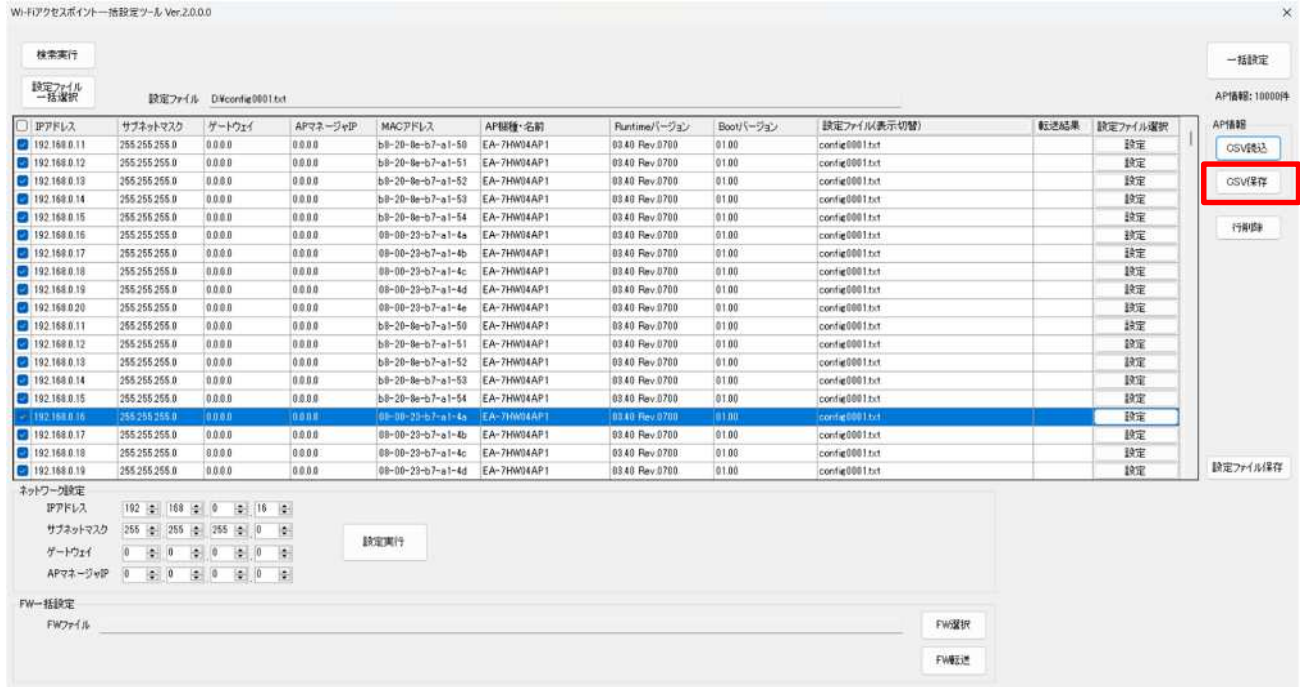 Wi-Fiアクセスポイント一括設定ツール Ver.2.0.0.0
検索実行
一括設定
設定ファイル
一括選択
設定ファイル D:¥config0001.txt
AP情報: 10000件
IPアドレス サブネットマスク ゲートウェイ APマネージャIP MACアドレス AP機種・名前 Runtimeバージョン Bootバージョン 設定ファイル(表示切替) 転送結果 設定ファイル選択
192.168.0.11 255.255.255.0 0.0.0.0 0.0.0.0 b8-20-8e-b7-a1-50 EA-7HW04AP1 03.40 Rev.0700 01.00 config0001.txt 設定
192.168.0.12 255.255.255.0 0.0.0.0 0.0.0.0 b8-20-8e-b7-a1-51 EA-7HW04AP1 03.40 Rev.0700 01.00 config0001.txt 設定
192.168.0.13 255.255.255.0 0.0.0.0 0.0.0.0 b8-20-8e-b7-a1-52 EA-7HW04AP1 03.40 Rev.0700 01.00 config0001.txt 設定
192.168.0.14 255.255.255.0 0.0.0.0 0.0.0.0 b8-20-8e-b7-a1-53 EA-7HW04AP1 03.40 Rev.0700 01.00 config0001.txt 設定
192.168.0.15 255.255.255.0 0.0.0.0 0.0.0.0 b8-20-8e-b7-a1-54 EA-7HW04AP1 03.40 Rev.0700 01.00 config0001.txt 設定
192.168.0.16 255.255.255.0 0.0.0.0 0.0.0.0 08-00-23-b7-a1-4a EA-7HW04AP1 03.40 Rev.0700 01.00 config0001.txt 設定
192.168.0.17 255.255.255.0 0.0.0.0 0.0.0.0 08-00-23-b7-a1-4b EA-7HW04AP1 03.40 Rev.0700 01.00 config0001.txt 設定
192.168.0.18 255.255.255.0 0.0.0.0 0.0.0.0 08-00-23-b7-a1-4c EA-7HW04AP1 03.40 Rev.0700 01.00 config0001.txt 設定
192.168.0.19 255.255.255.0 0.0.0.0 0.0.0.0 08-00-23-b7-a1-4d EA-7HW04AP1 03.40 Rev.0700 01.00 config0001.txt 設定
192.168.0.20 255.255.255.0 0.0.0.0 0.0.0.0 08-00-23-b7-a1-4e EA-7HW04AP1 03.40 Rev.0700 01.00 config0001.txt 設定
192.168.0.11 255.255.255.0 0.0.0.0 0.0.0.0 b8-20-8e-b7-a1-50 EA-7HW04AP1 03.40 Rev.0700 01.00 config0001.txt 設定
192.168.0.12 255.255.255.0 0.0.0.0 0.0.0.0 b8-20-8e-b7-a1-51 EA-7HW04AP1 03.40 Rev.0700 01.00 config0001.txt 設定
192.168.0.13 255.255.255.0 0.0.0.0 0.0.0.0 b8-20-8e-b7-a1-52 EA-7HW04AP1 03.40 Rev.0700 01.00 config0001.txt 設定
192.168.0.14 255.255.255.0 0.0.0.0 0.0.0.0 b8-20-8e-b7-a1-53 EA-7HW04AP1 03.40 Rev.0700 01.00 config0001.txt 設定
192.168.0.15 255.255.255.0 0.0.0.0 0.0.0.0 b8-20-8e-b7-a1-54 EA-7HW04AP1 03.40 Rev.0700 01.00 config0001.txt 設定
192.168.0.16 255.255.255.0 0.0.0.0 0.0.0.0 08-00-23-b7-a1-4a EA-7HW04AP1 03.40 Rev.0700 01.00 config0001.txt 設定
192.168.0.17 255.255.255.0 0.0.0.0 0.0.0.0 08-00-23-b7-a1-4b EA-7HW04AP1 03.40 Rev.0700 01.00 config0001.txt 設定
192.168.0.18 255.255.255.0 0.0.0.0 0.0.0.0 08-00-23-b7-a1-4c EA-7HW04AP1 03.40 Rev.0700 01.00 config0001.txt 設定
192.168.0.19 255.255.255.0 0.0.0.0 0.0.0.0 08-00-23-b7-a1-4d EA-7HW04AP1 03.40 Rev.0700 01.00 config0001.txt 設定
AP情報
CSV読込
CSV保存
行削除
設定ファイル保存
ネットワーク設定
IPアドレス 192 168 0 16
サブネットマスク 255 255 255 0
設定実行
ゲートウェイ 0 0 0 0
APマネージャIP 0 0 0 0
FW一括設定
FWファイル FW選択
FW転送